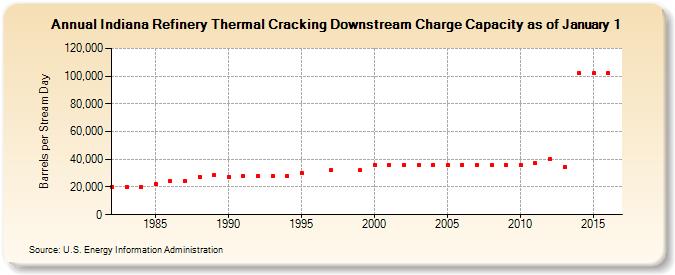 Annual Indiana Refinery Thermal Cracking Downstream Charge Capacity as of January 1
Barrels per Stream Day
120,000
100,000
80,000
60,000
40,000
20,000
0
1985 1990 1995 2000 2005 2010 2015
Source: U.S. Energy Information Administration